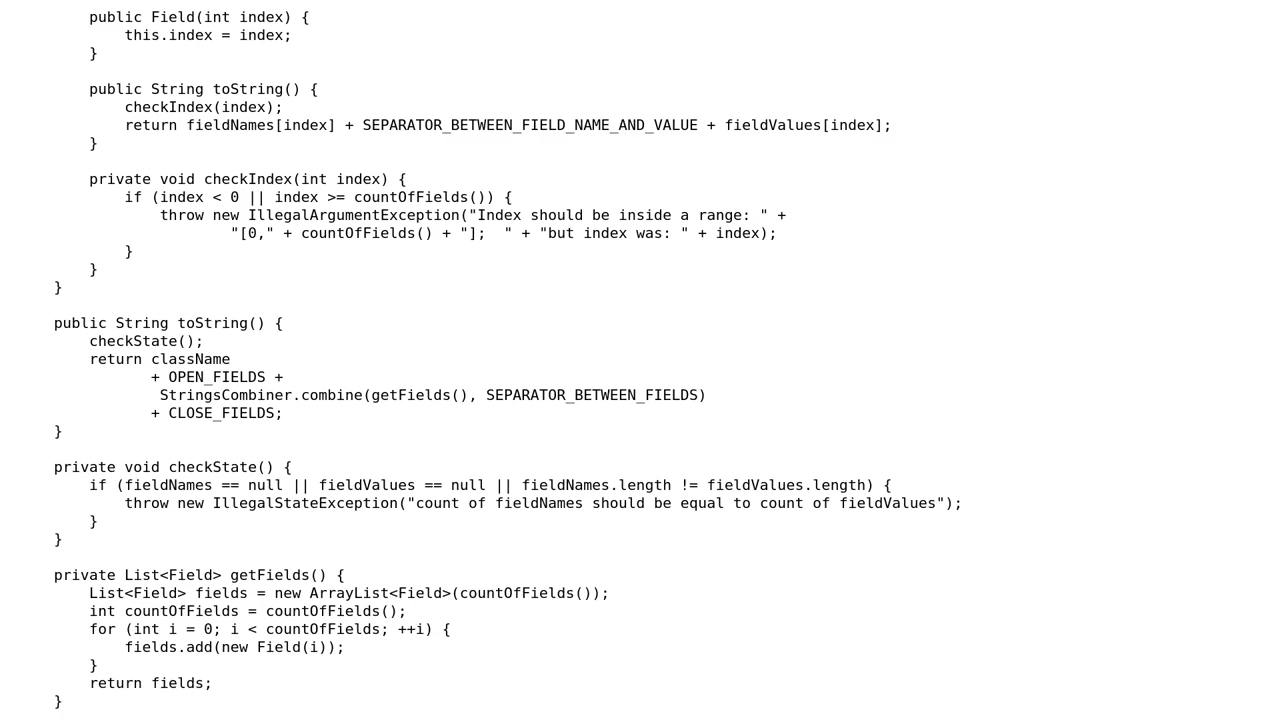 public Field(int index) {
this.index = index;
}
public String toString() {
checkIndex(index);
return fieldNames[index] + SEPARATOR_BETWEEN_FIELD_NAME_AND_VALUE + fieldValues[index];
}
private void checkIndex(int index) {
if (index < 0 || index >= countOfFields()) {
throw new IllegalArgumentException("Index should be inside a range: " +
"[0," + countOfFields() + "];  " + "but index was: " + index);
}
}
}
public String toString() {
checkState();
return className
+ OPEN_FIELDS +
StringsCombiner.combine(getFields(), SEPARATOR_BETWEEN_FIELDS)
+ CLOSE_FIELDS;
}
private void checkState() {
if (fieldNames == null || fieldValues == null || fieldNames.length != fieldValues.length) {
throw new IllegalStateException("count of fieldNames should be equal to count of fieldValues");
}
}
private List<Field> getFields() {
List<Field> fields = new ArrayList<Field>(countOfFields());
int countOfFields = countOfFields();
for (int i = 0; i < countOfFields; ++i) {
fields.add(new Field(i));
}
return fields;
}